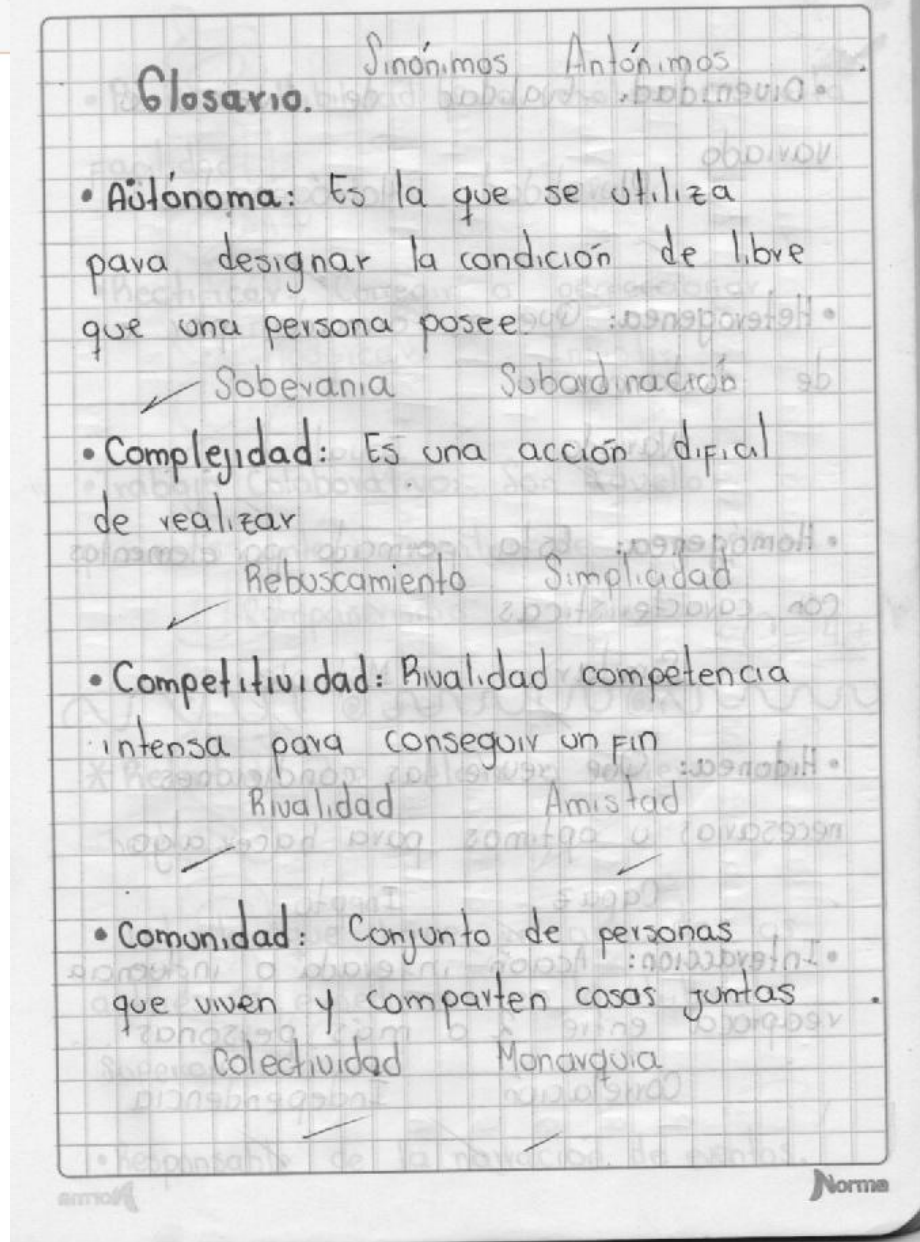 Sinónimos Antónimos
Glosario.
• Aütónoma: Es la que se utiliza
para designar la condición de libre
que una persona posee.
Soberania Subordinación
• Complejidad: Es una acción dificil
de realizar
Rebuscamiento Simplicidad
• Competitividad: Rivalidad competencia
intensa para conseguir un fin
Rivalidad Amistad
• Comunidad: Conjunto de personas
que viven y comparten cosas juntas.
Colectividad Monarquia
Norma